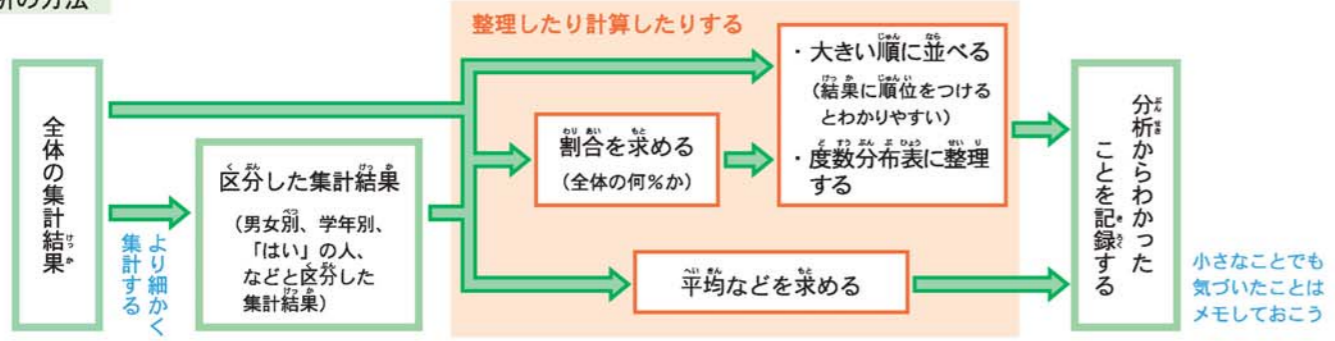 析の方法
整理したり計算したりする
全体の集計結果
より細かく
集計する
区分した集計結果
(男女別、学年別、
「はい」の人、
などと区分した
集計結果)
割合を求める
(全体の何%か)
・大きい順に並べる
(結果に順位をつける
とわかりやすい)
・度数分布表に整理
する
平均などを求める
分析からわかった
ことを記録する
小さなことでも
気づいたことは
メモしておこう